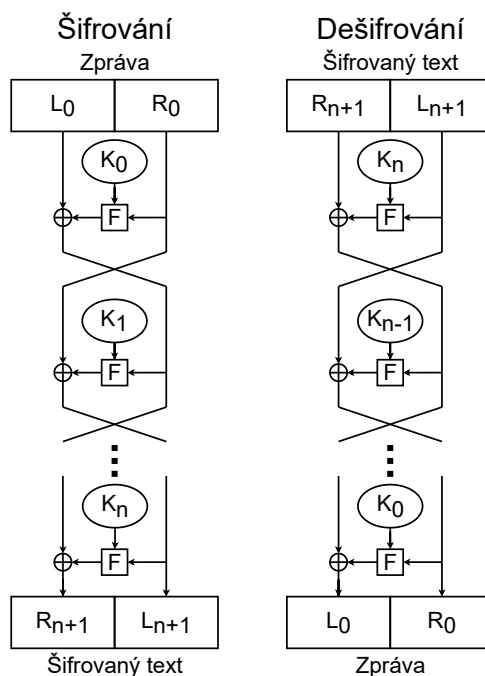 Šifrování
Zpráva
L0 R0
K0
F
K1
F
Kn
F
Rn+1 Ln+1
Šifrovaný text
Dešifrování
Šifrovaný text
Rn+1 Ln+1
Kn
F
Kn-1
F
K0
F
L0 R0
Zpráva